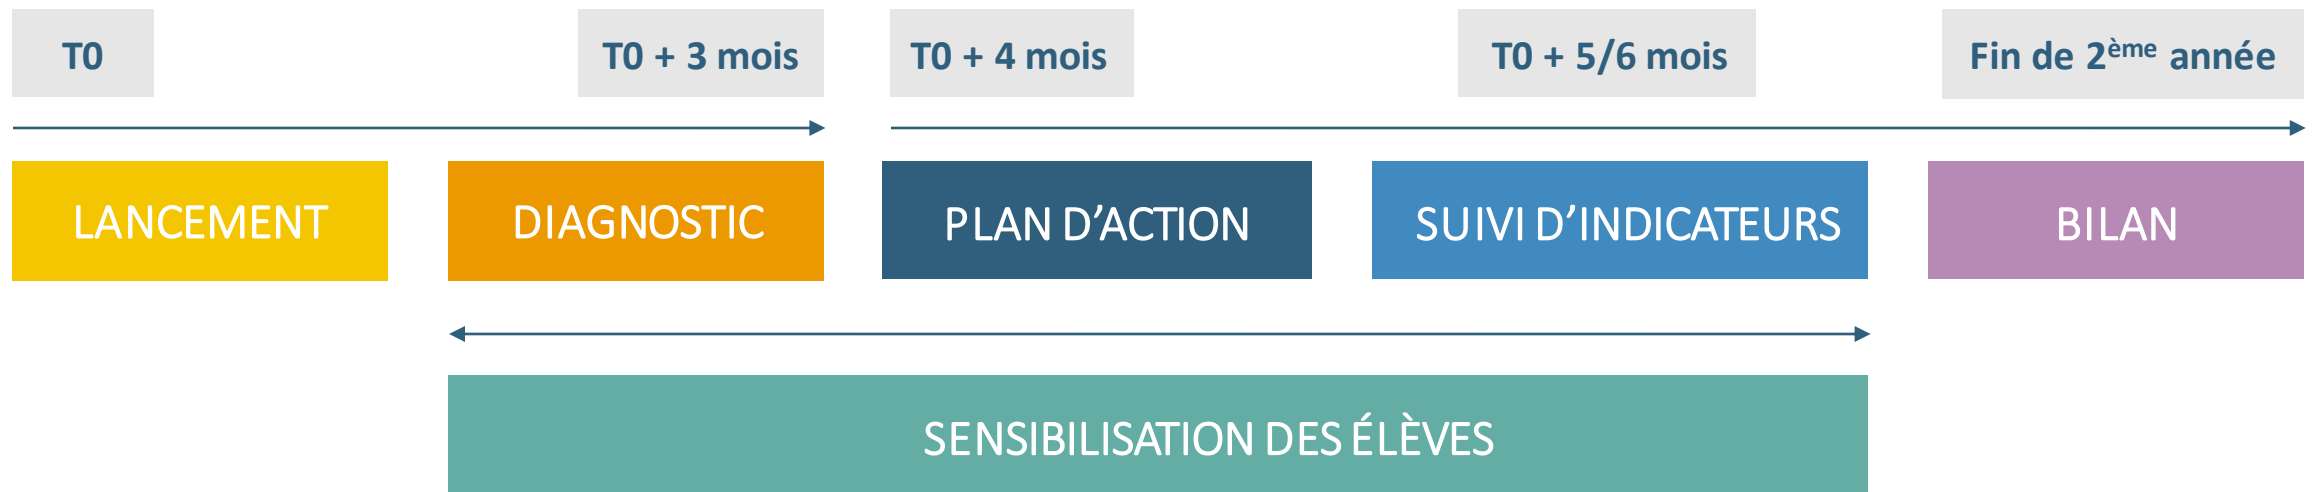 T0
T0 + 3 mois
T0 + 4 mois
T0 + 5/6 mois
Fin de 2ème année
LANCEMENT
DIAGNOSTIC
PLAN D’ACTION
SUIVI D’INDICATEURS
BILAN
SENSIBILISATION DES ÉLÈVES